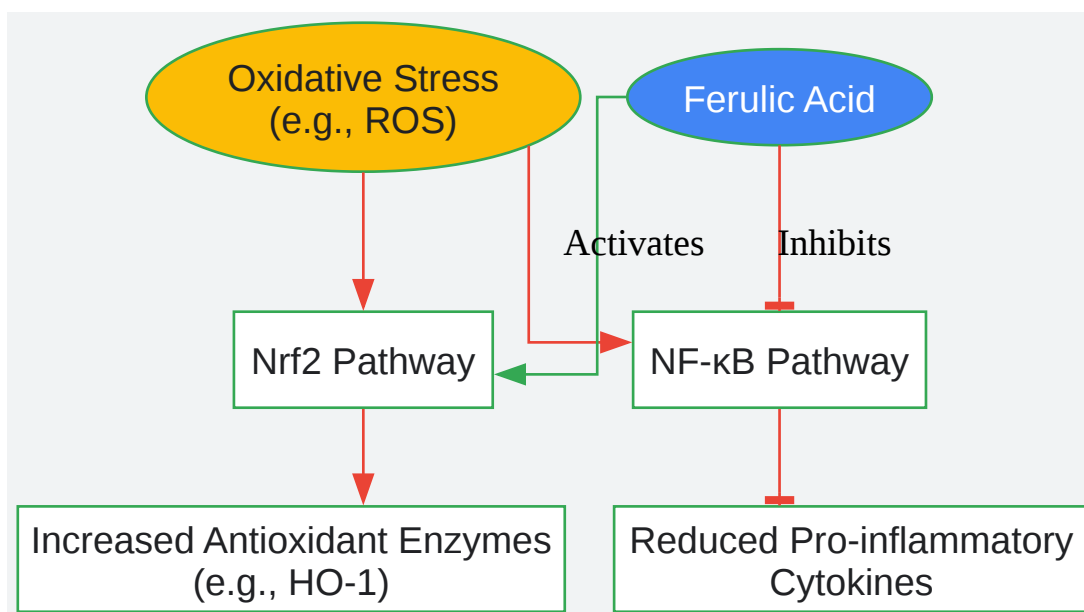 Oxidative Stress
(e.g., ROS)
Ferulic Acid
Activates
Inhibits
Nrf2 Pathway
NF-κB Pathway
Increased Antioxidant Enzymes
(e.g., HO-1)
Reduced Pro-inflammatory
Cytokines